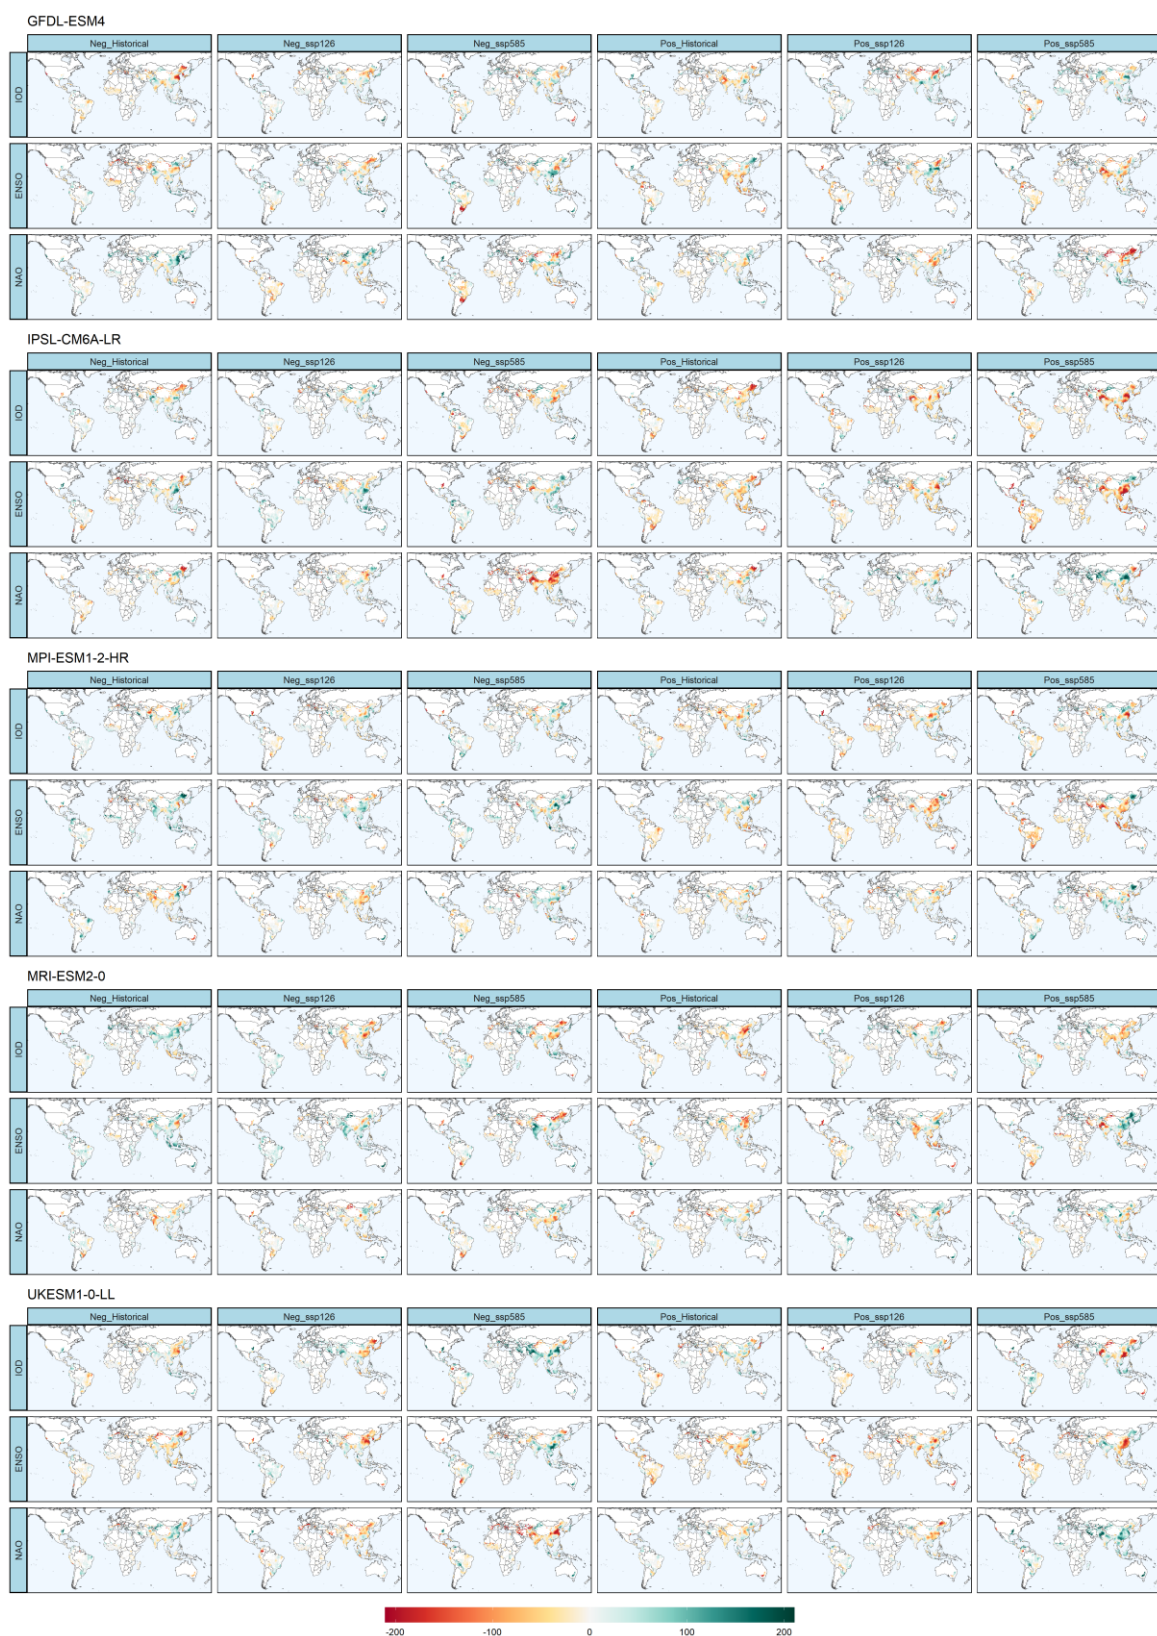 GFDL-ESM4
Neg_Historical Neg_ssp126 Neg_ssp585 Pos_Historical Pos_ssp126 Pos_ssp585
IOD
ENSO
NAO
IPSL-CM6A-LR
Neg_Historical Neg_ssp126 Neg_ssp585 Pos_Historical Pos_ssp126 Pos_ssp585
IOD
ENSO
NAO
MPI-ESM1-2-HR
Neg_Historical Neg_ssp126 Neg_ssp585 Pos_Historical Pos_ssp126 Pos_ssp585
IOD
ENSO
NAO
MRI-ESM2-0
Neg_Historical Neg_ssp126 Neg_ssp585 Pos_Historical Pos_ssp126 Pos_ssp585
IOD
ENSO
NAO
UKESM1-0-LL
Neg_Historical Neg_ssp126 Neg_ssp585 Pos_Historical Pos_ssp126 Pos_ssp585
IOD
ENSO
NAO
-200 -100 0 100 200